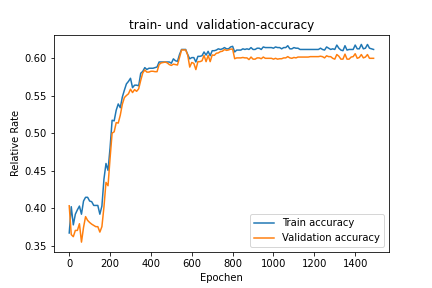 train- und  validation-accuracy
Relative Rate
0.60
0.55
0.50
0.45
0.40
0.35
0 200 400 600 800 1000 1200 1400
Epochen
Train accuracy
Validation accuracy